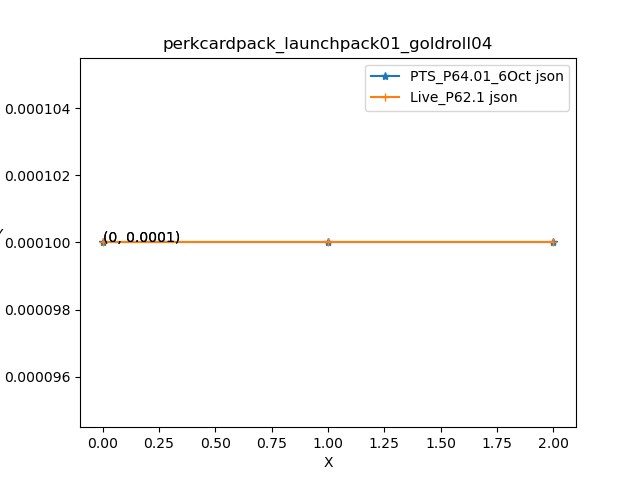 perkcardpack_launchpack01_goldroll04
PTS_P64.01_6Oct json
Live_P62.1 json
0.000104
0.000102
0.000100
0.000098
0.000096
(0, 0.0001)
0.00 0.25 0.50 0.75 1.00 1.25 1.50 1.75 2.00
X